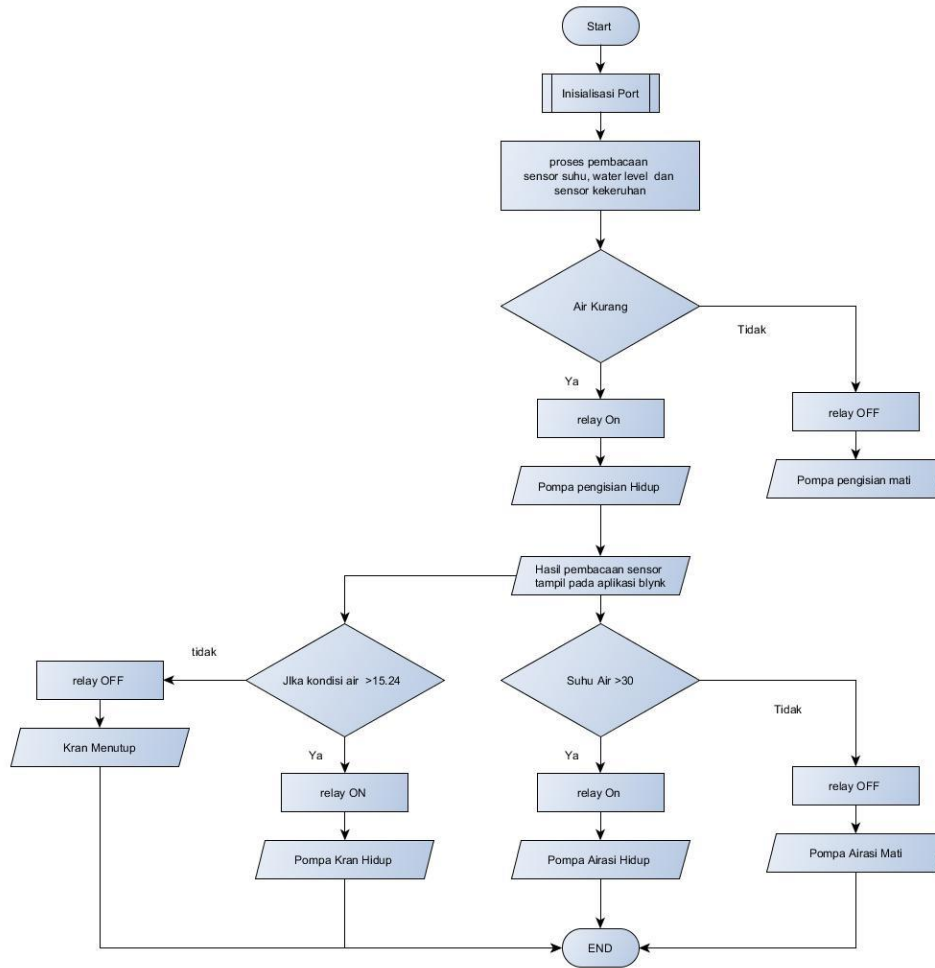 Start
Inisialisasi Port
proses pembacaan
sensor suhu, water level dan
sensor kekeruhan
Air Kurang
Tidak
Ya
relay On
relay OFF
Pompa pengisian Hidup
Pompa pengisian mati
Hasil pembacaan sensor
tampil pada aplikasi blynk
tidak
JIka kondisi air >15.24
Suhu Air >30
relay OFF
Tidak
Kran Menutup
Ya
Ya
relay ON
relay On
relay OFF
Pompa Kran Hidup
Pompa Airasi Hidup
Pompa Airasi Mati
END